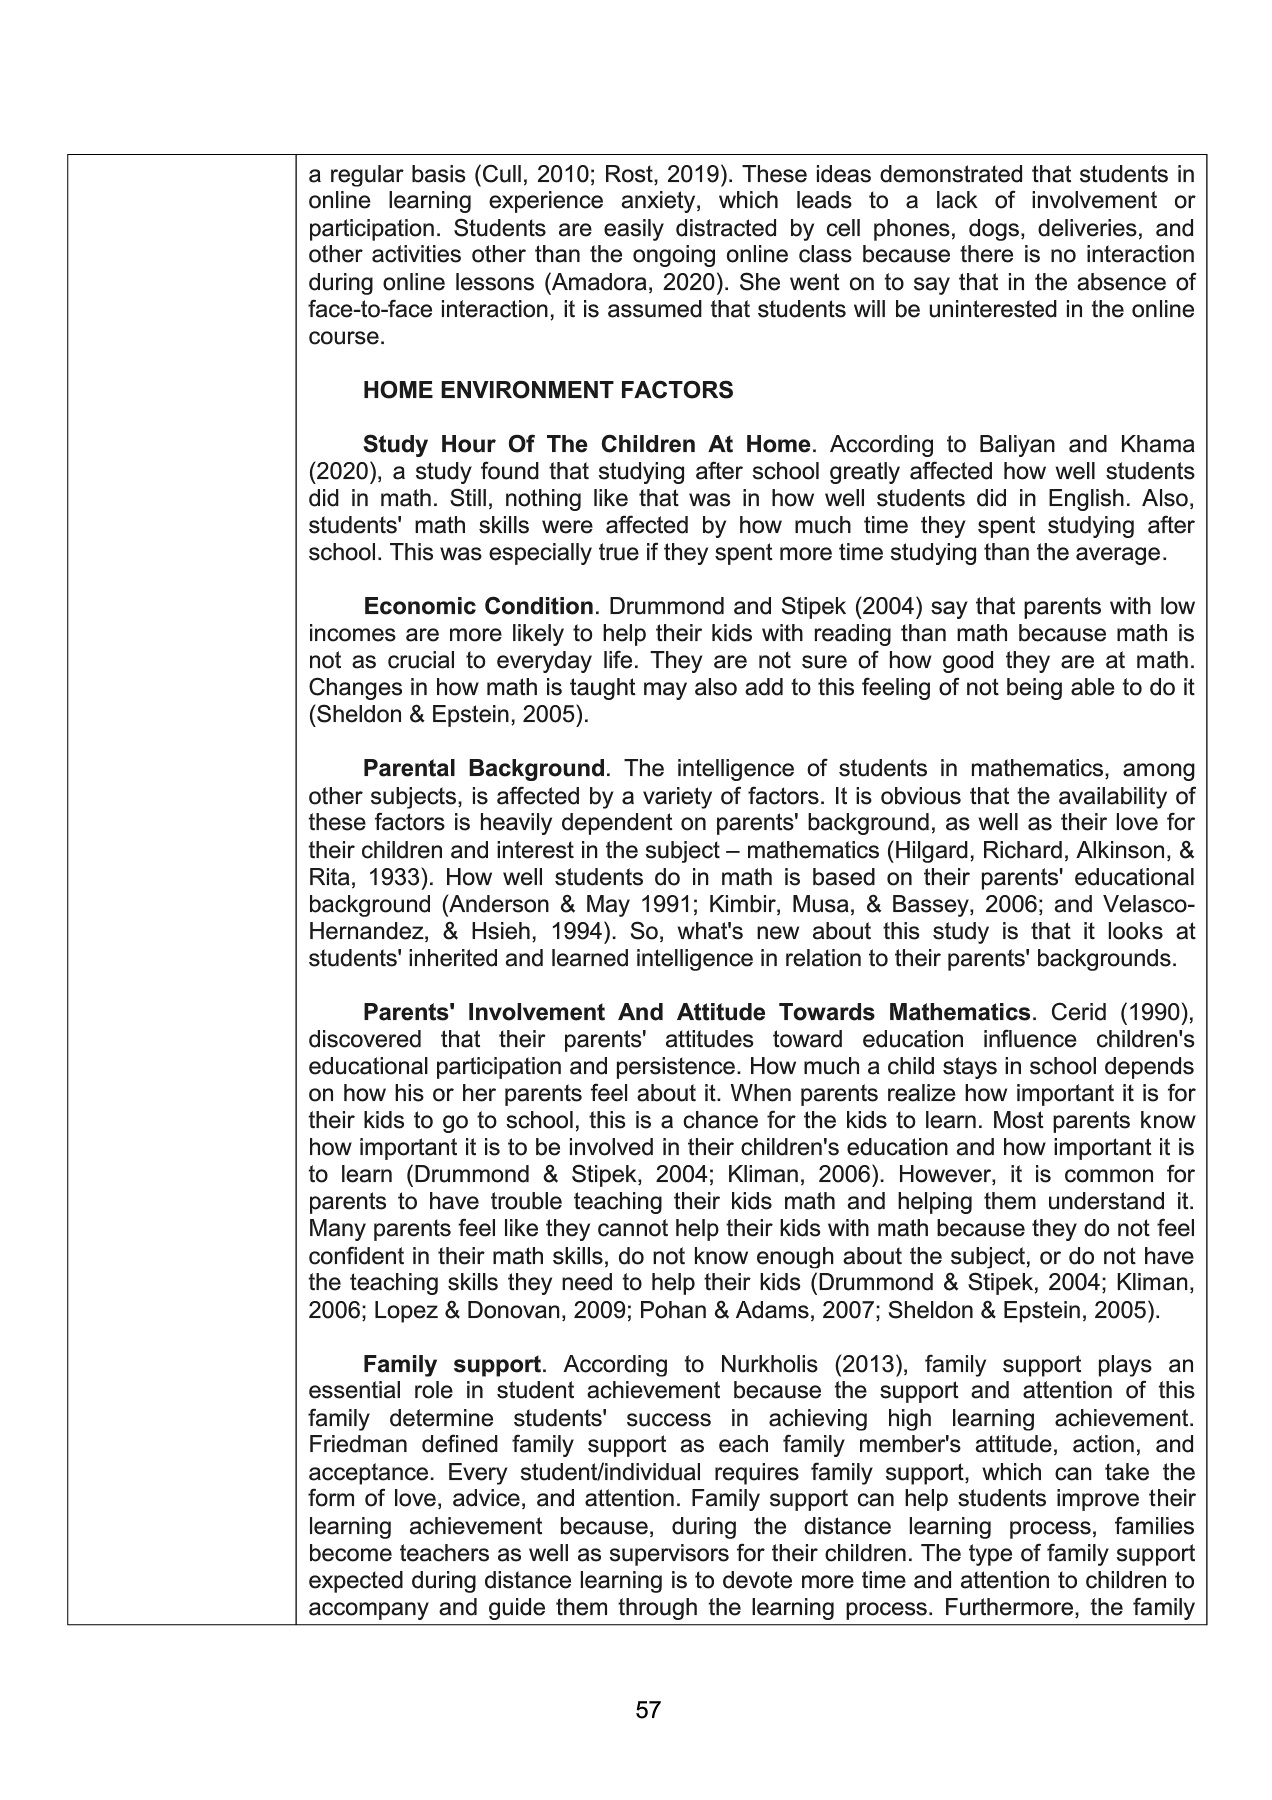 a regular basis (Cull, 2010; Rost, 2019). These ideas demonstrated that students in
online learning experience anxiety, which leads to a lack of involvement or
participation. Students are easily distracted by cell phones, dogs, deliveries, and
other activities other than the ongoing online class because there is no interaction
during online lessons (Amadora, 2020). She went on to say that in the absence of
face-to-face interaction, it is assumed that students will be uninterested in the online
course.
HOME ENVIRONMENT FACTORS
Study Hour Of The Children At Home. According to Baliyan and Khama
(2020), a study found that studying after school greatly affected how well students
did in math. Still, nothing like that was in how well students did in English. Also,
students' math skills were affected by how much time they spent studying after
school. This was especially true if they spent more time studying than the average.
Economic Condition. Drummond and Stipek (2004) say that parents with low
incomes are more likely to help their kids with reading than math because math is
not as crucial to everyday life. They are not sure of how good they are at math.
Changes in how math is taught may also add to this feeling of not being able to do it
(Sheldon & Epstein, 2005).
Parental Background. The intelligence of students in mathematics, among
other subjects, is affected by a variety of factors. It is obvious that the availability of
these factors is heavily dependent on parents' background, as well as their love for
their children and interest in the subject – mathematics (Hilgard, Richard, Alkinson, &
Rita, 1933). How well students do in math is based on their parents' educational
background (Anderson & May 1991; Kimbir, Musa, & Bassey, 2006; and Velasco-
Hernandez, & Hsieh, 1994). So, what's new about this study is that it looks at
students' inherited and learned intelligence in relation to their parents' backgrounds.
Parents' Involvement And Attitude Towards Mathematics. Cerid (1990),
discovered that their parents' attitudes toward education influence children's
educational participation and persistence. How much a child stays in school depends
on how his or her parents feel about it. When parents realize how important it is for
their kids to go to school, this is a chance for the kids to learn. Most parents know
how important it is to be involved in their children's education and how important it is
to learn (Drummond & Stipek, 2004; Kliman, 2006). However, it is common for
parents to have trouble teaching their kids math and helping them understand it.
Many parents feel like they cannot help their kids with math because they do not feel
confident in their math skills, do not know enough about the subject, or do not have
the teaching skills they need to help their kids (Drummond & Stipek, 2004; Kliman,
2006; Lopez & Donovan, 2009; Pohan & Adams, 2007; Sheldon & Epstein, 2005).
Family support. According to Nurkholis (2013), family support plays an
essential role in student achievement because the support and attention of this
family determine students' success in achieving high learning achievement.
Friedman defined family support as each family member's attitude, action, and
acceptance. Every student/individual requires family support, which can take the
form of love, advice, and attention. Family support can help students improve their
learning achievement because, during the distance learning process, families
become teachers as well as supervisors for their children. The type of family support
expected during distance learning is to devote more time and attention to children to
accompany and guide them through the learning process. Furthermore, the family
57